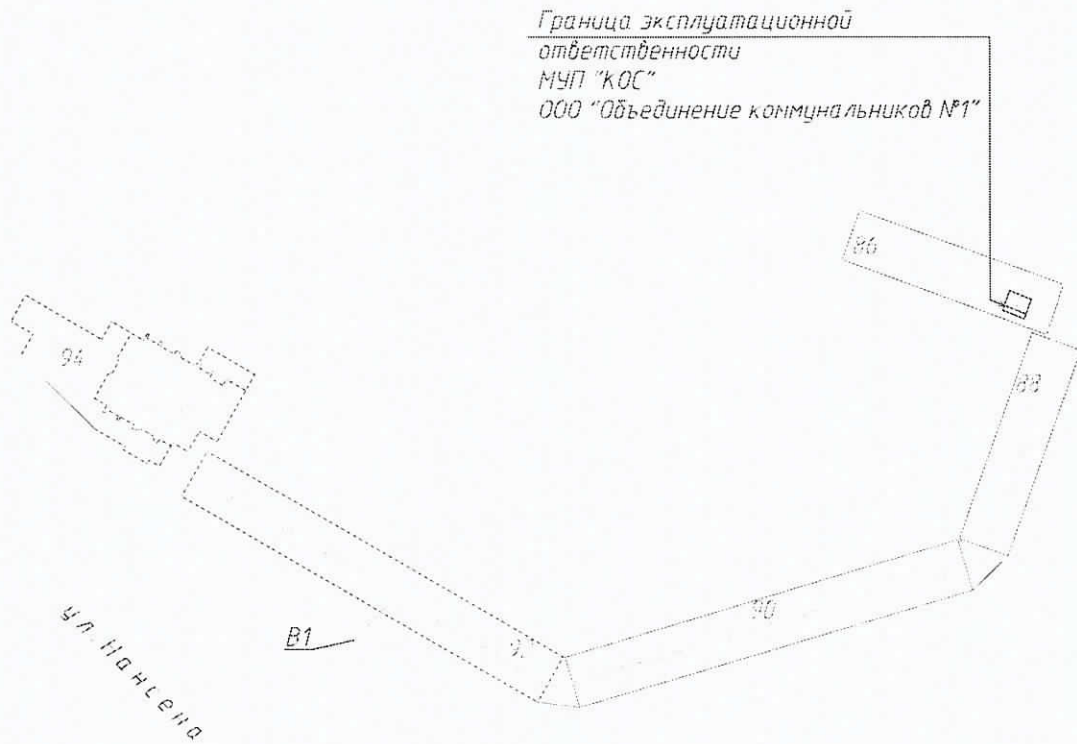 Граница эксплуатационной
ответственности
МУП "КОС"
ООО "Объединение коммунальников №1"
86
94
88
90
В1
ул. Нансена